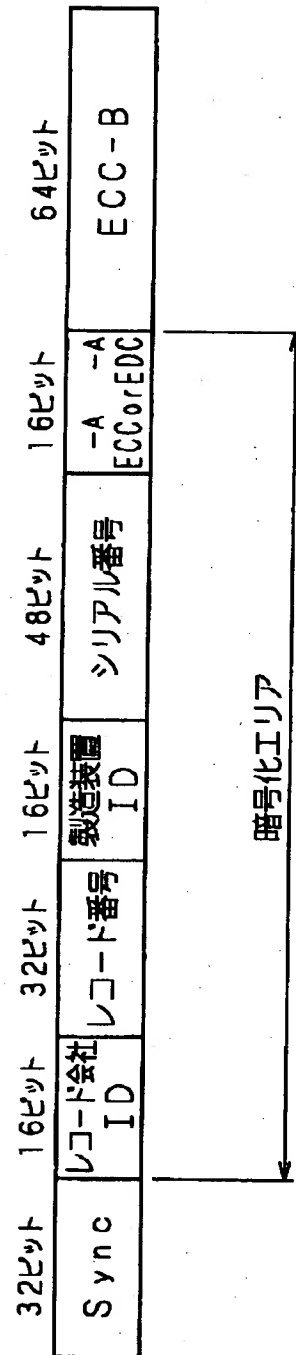 32ビット 16ビット 32ビット 16ビット 48ビット 16ビット 64ビット
Sync
レコード会社
ID
レコード番号
製造装置
ID
シリアル番号
-A -A
ECCorEDC
ECC-B
暗号化エリア